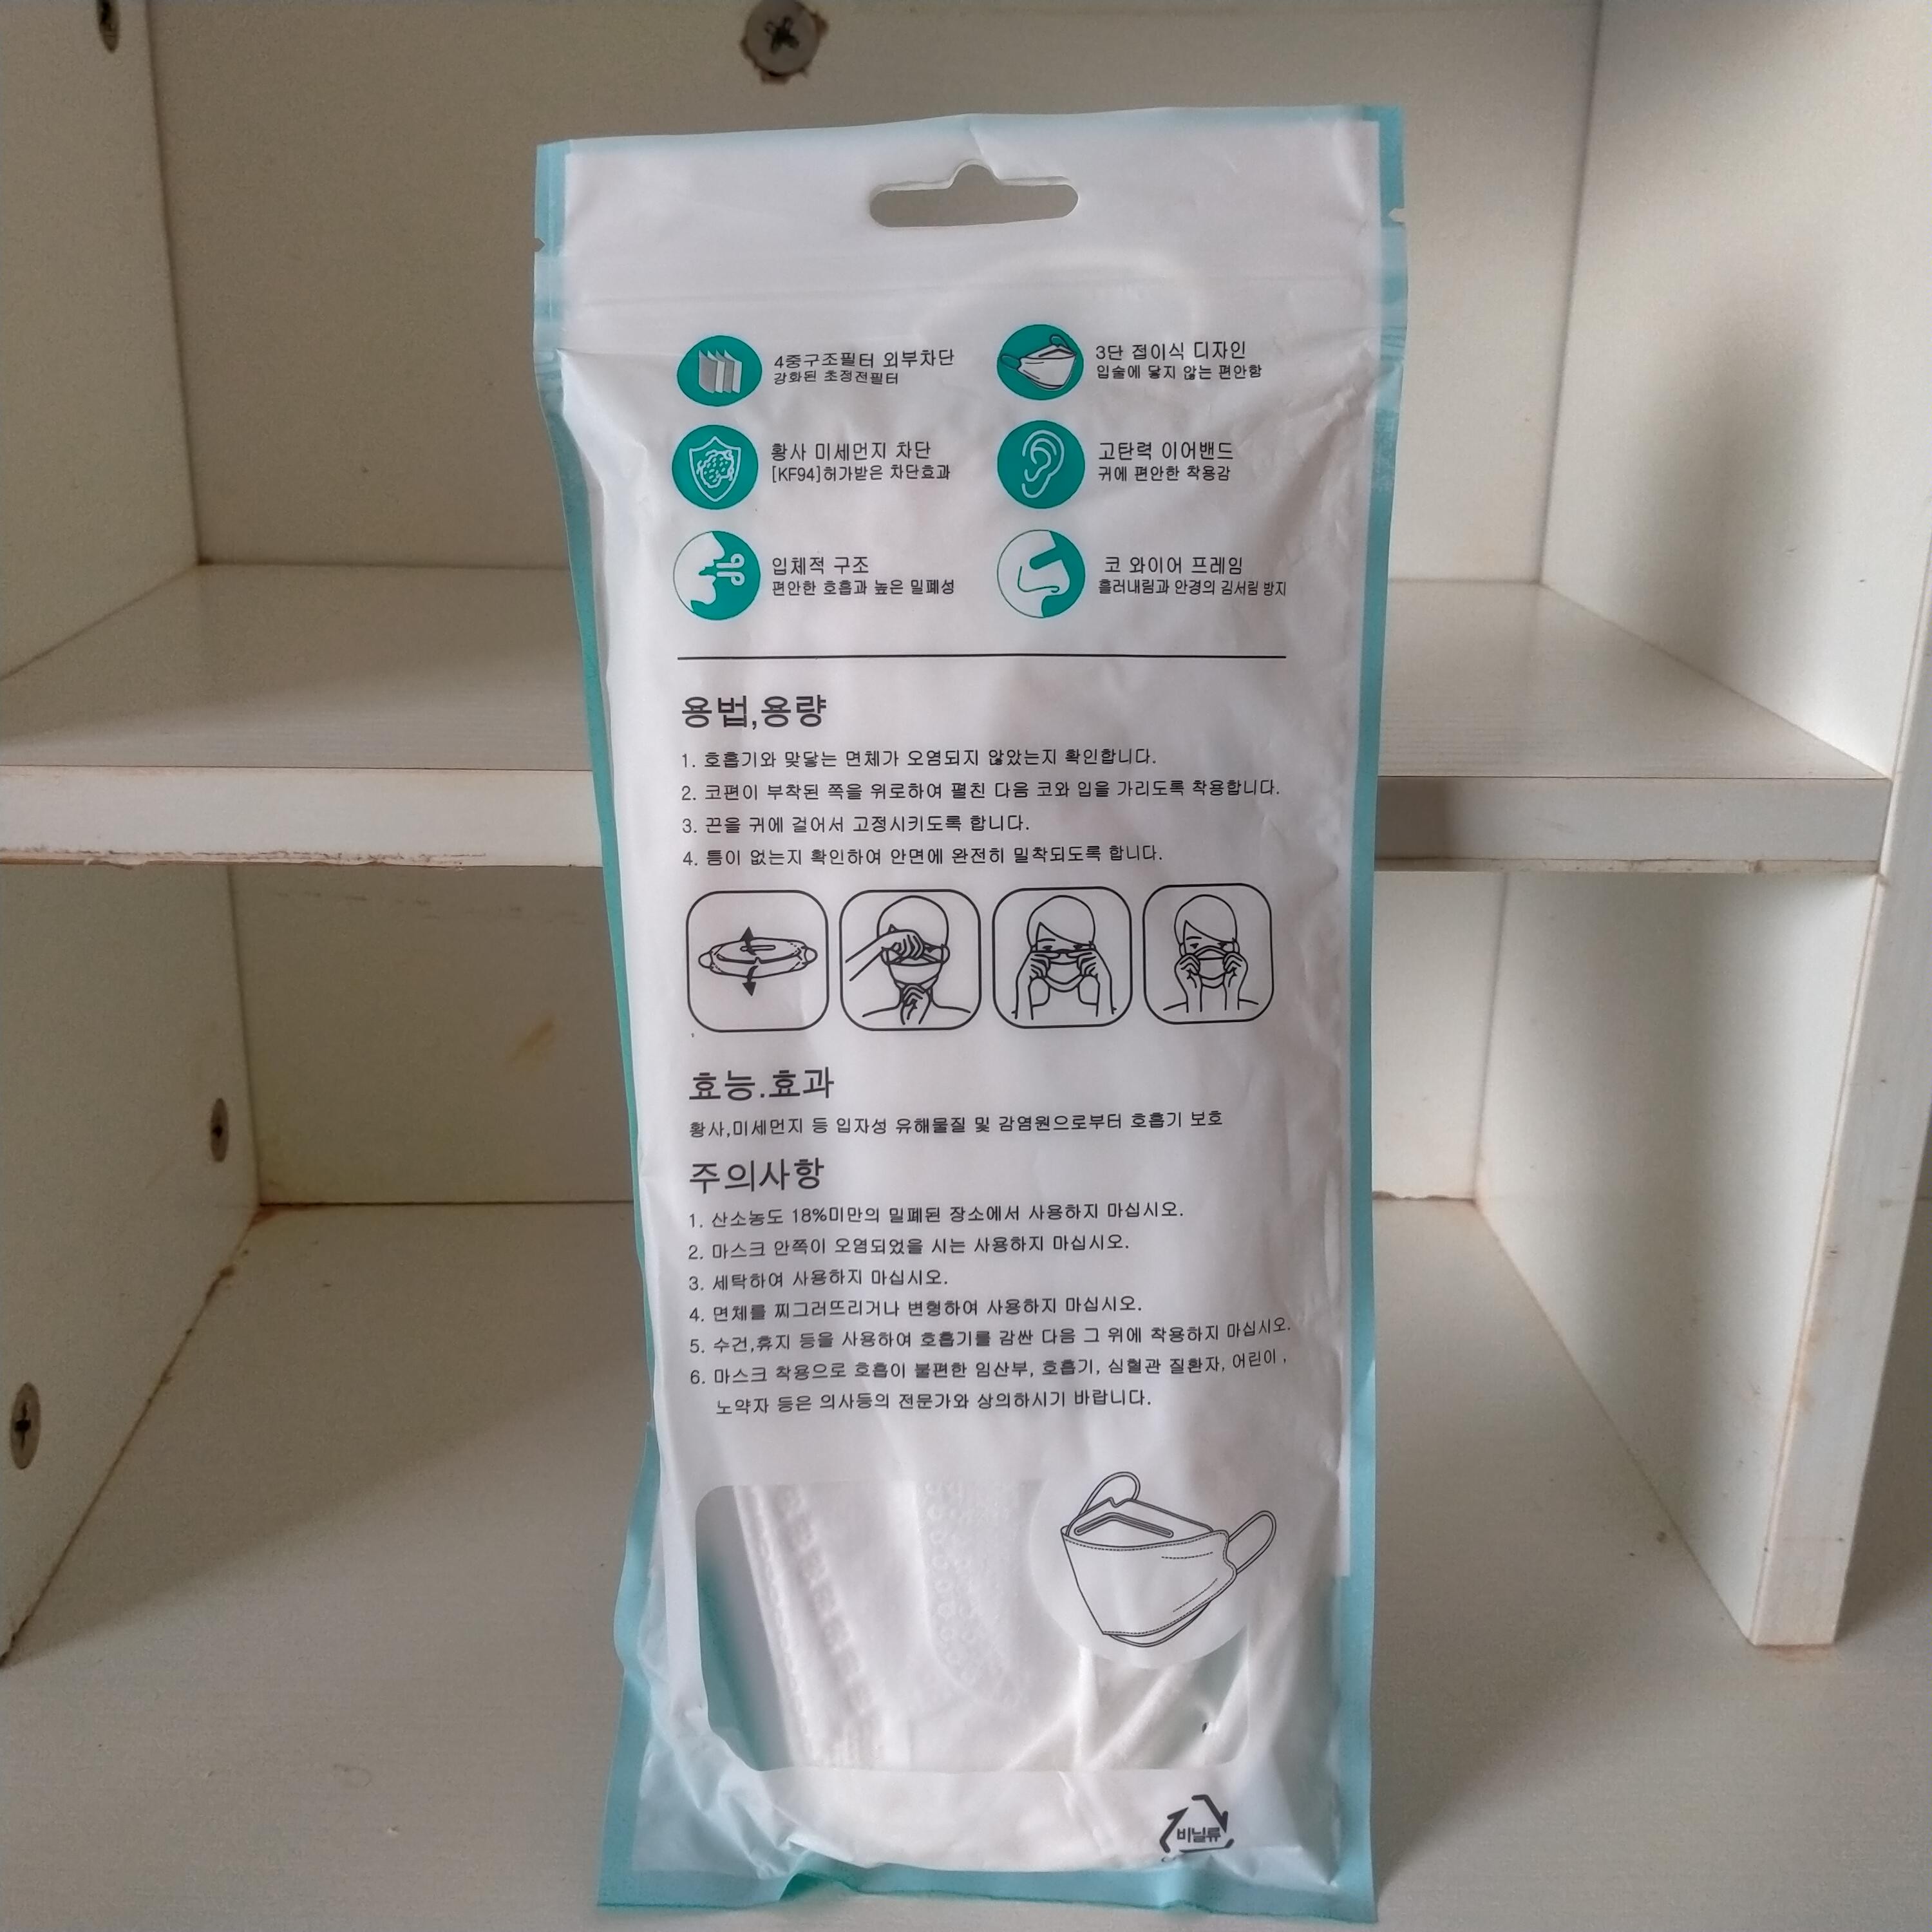 4중구조필터 외부차단
강화된 초정전필터
3단 접이식 디자인
입술에 닿지 않는 편안함
황사 미세먼지 차단
[KF94]허가받은 차단효과
고탄력 이어밴드
귀에 편안한 착용감
입체적 구조
편안한 호흡과 높은 밀폐성
코 와이어 프레임
흘러내림과 안경의 김서림 방지
용법,용량
1. 호흡기와 맞닿는 면체가 오염되지 않았는지 확인합니다.
2. 코편이 부착된 쪽을 위로하여 펼친 다음 코와 입을 가리도록 착용합니다.
3. 끈을 귀에 걸어서 고정시키도록 합니다.
4. 틈이 없는지 확인하여 안면에 완전히 밀착되도록 합니다.
효능.효과
황사,미세먼지 등 입자성 유해물질 및 감염원으로부터 호흡기 보호
주의사항
1. 산소농도 18%미만의 밀폐된 장소에서 사용하지 마십시오.
2. 마스크 안쪽이 오염되었을 시는 사용하지 마십시오.
3. 세탁하여 사용하지 마십시오.
4. 면체를 찌그러뜨리거나 변형하여 사용하지 마십시오.
5. 수건,휴지 등을 사용하여 호흡기를 감싼 다음 그 위에 착용하지 마십시오.
6. 마스크 착용으로 호흡이 불편한 임산부, 호흡기, 심혈관 질환자, 어린이 ,
노약자 등은 의사등의 전문가와 상의하시기 바랍니다.
비닐류